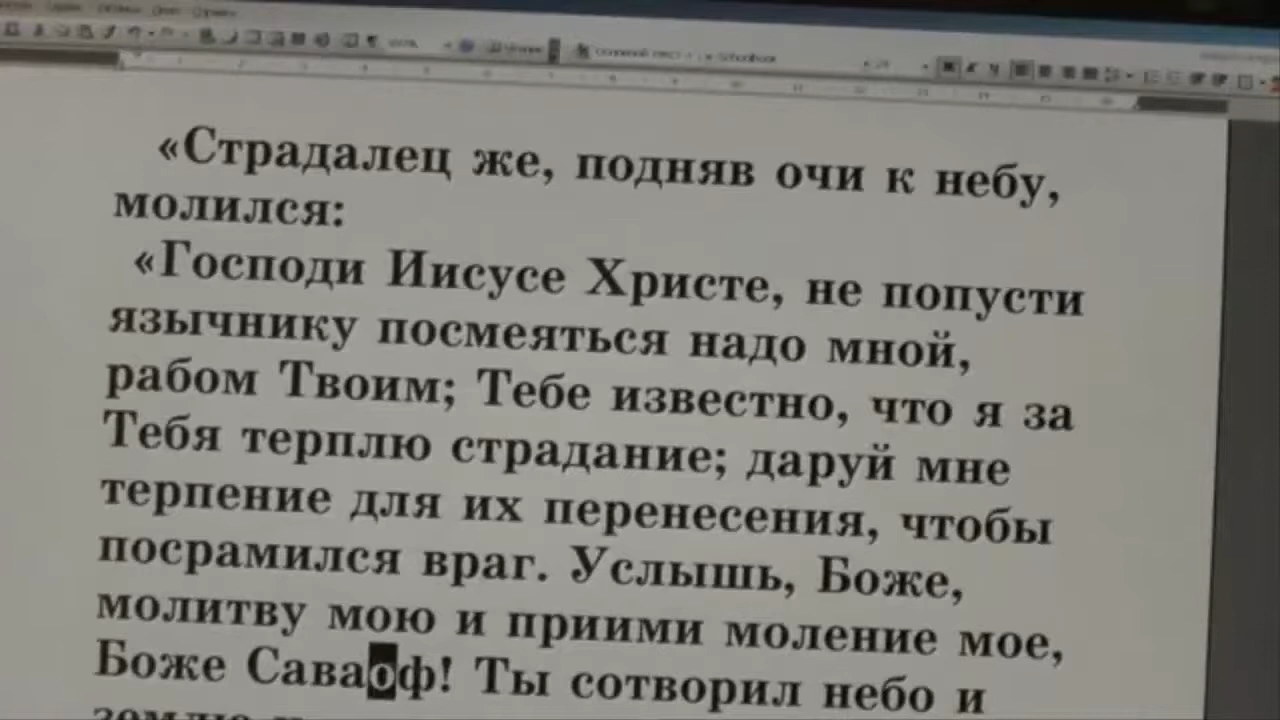 «Страдалец же, подняв очи к небу,
молился:
«Господи Иисусе Христе, не попусти
язычнику посмеяться надо мной,
рабом Твоим; Тебе известно, что я за
Тебя терплю страдание; даруй мне
терпение для их перенесения, чтобы
посрамился враг. Услышь, Боже,
молитву мою и приими моление мое,
Боже Саваоф! Ты сотворил небо и
землю и